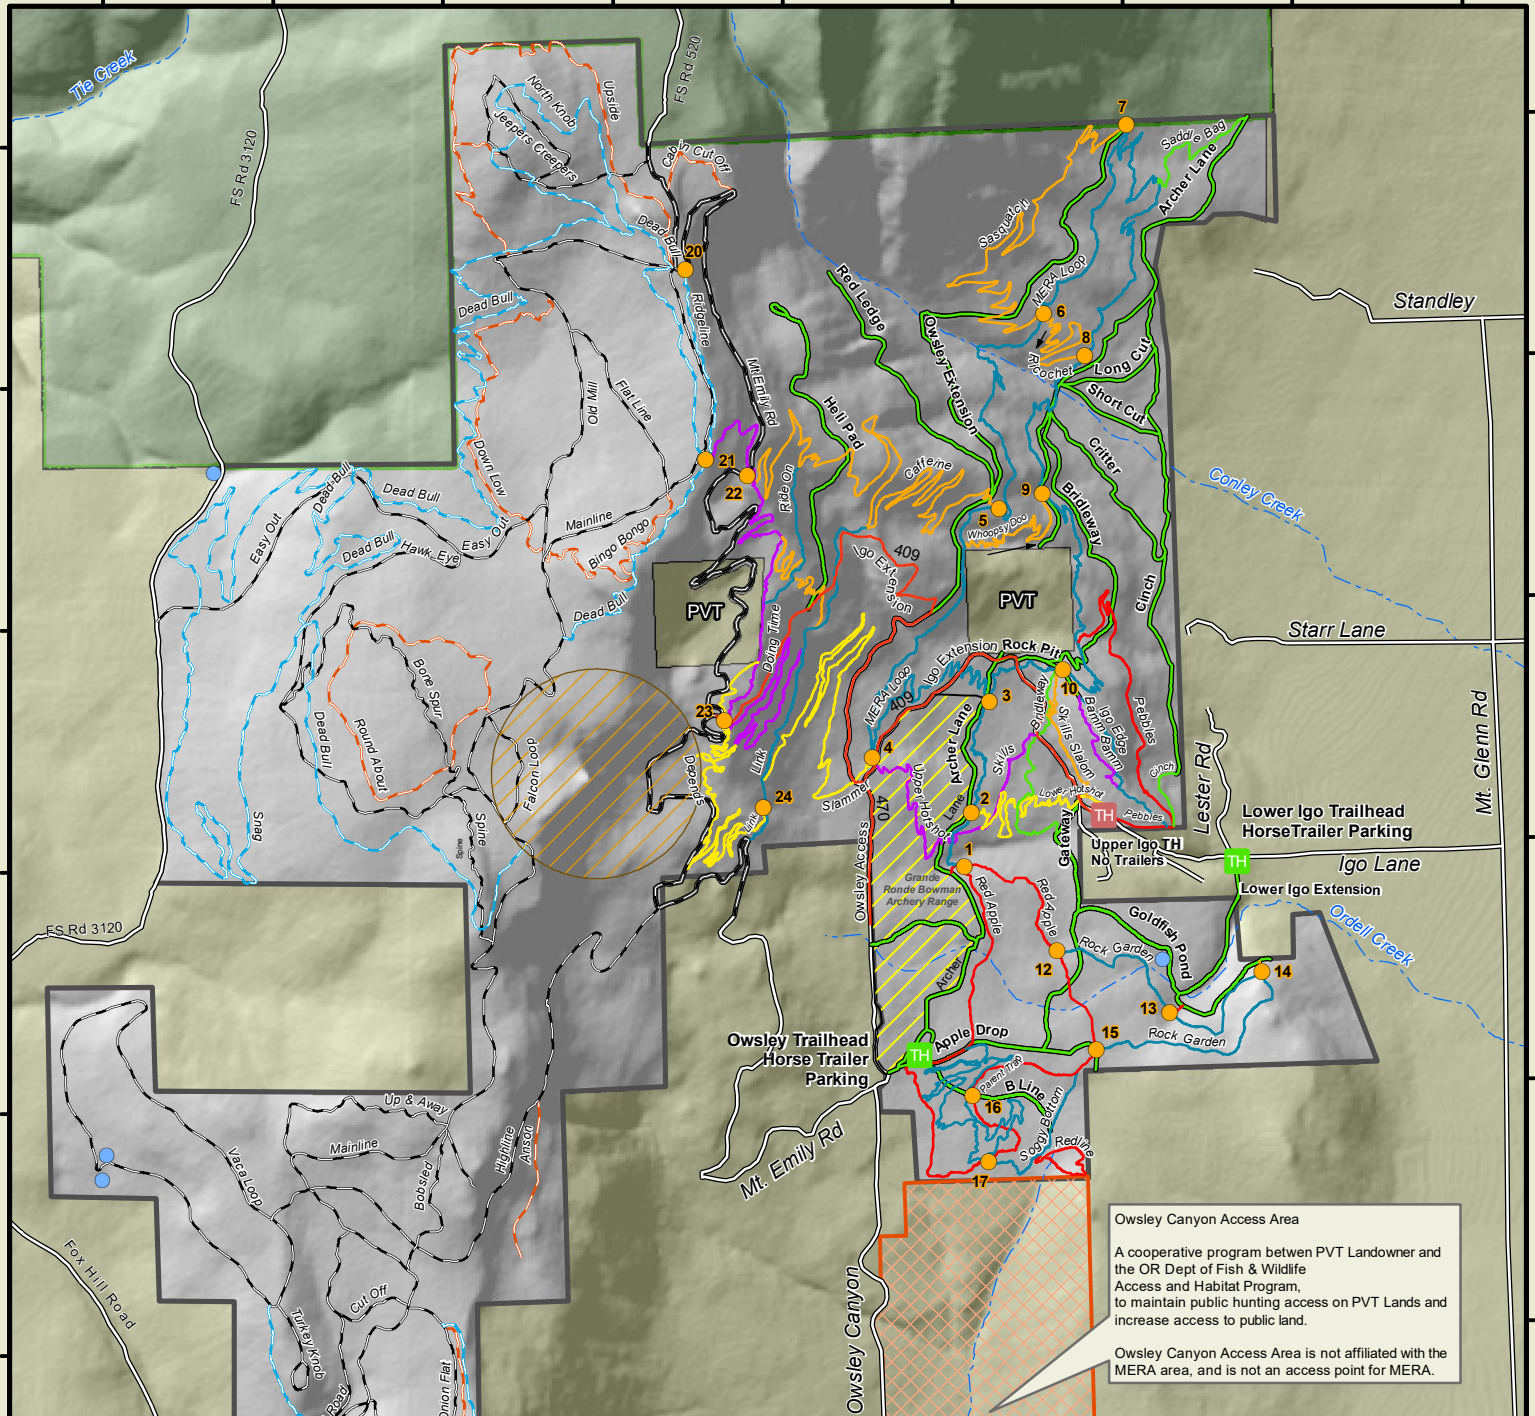 Tie Creek
FS Rd 3120
FS Rd 520
North Knob
Upside
Jeepers Creepers
Cabin Cut Off
Dead Bull
20
Ridgeline
Dead Bull
Old Mill
Flat Line
Mt Emily Rd
Red Ledge
Owsley Extension
Heli Pad
Sasquatch
MERA Loop
7
Saddle Bag
Archer Lane
6
8
Ricochet
Long Cut
Short Cut
Standley
Critter
Bridleway
Cinch
Conley Creek
Starr Lane
Mt. Glenn Rd
Down Low
21
22
Ride On
Caffeine
5
9
Whoopsy Doo
Dead Bull
Dead Bull
Easy Out
Dead Bull
Hawk Eye
Easy Out
Mainline
Bingo Bongo
Dead Bull
409
Igo Extension
PVT
PVT
Doing Time
Igo Extension
Rock Pit
MERA Loop
409
3
10
4
Bone Spur
Round About
Dead Bull
Falcon Loop
Snag
Spine
Spine
23
Depends
Link
24
Link
Slammer
470
Upper Hotshot
Archer Lane
Skills
Bridleway
Skills Slalom
Bamm Bamm
Igo Edge
Pebbles
Cinch
Lower Hotshot
Pebbles
TH
Lane
2
1
Gateway
Upper Igo TH
No Trailers
Lester Rd
Lower Igo Trailhead
HorseTrailer Parking
TH
Igo Lane
Lower Igo Extension
Owsley Access
Grande
Ronde Bowman
Archery Range
Red Apple
Red Apple
Goldfish Pond
Rock Garden
12
13
14
Ordell Creek
Rock Garden
15
Archer
Apple Drop
TH
Owsley Trailhead
Horse Trailer
Parking
Parent Trap
B Line
16
Soggy Bottom
Redline
17
FS Rd 3120
Mt. Emily Rd
Up & Away
Mainline
Vaca Loop
Bobsled
Highline
Anson
Fox Hill Road
Cut Off
Turkey Knob
Road
Onion Flat
Owsley Canyon
Owsley Canyon Access Area
A cooperative program betwen PVT Landowner and
the OR Dept of Fish & Wildlife
Access and Habitat Program,
to maintain public hunting access on PVT Lands and
increase access to public land.
Owsley Canyon Access Area is not affiliated with the
MERA area, and is not an access point for MERA.